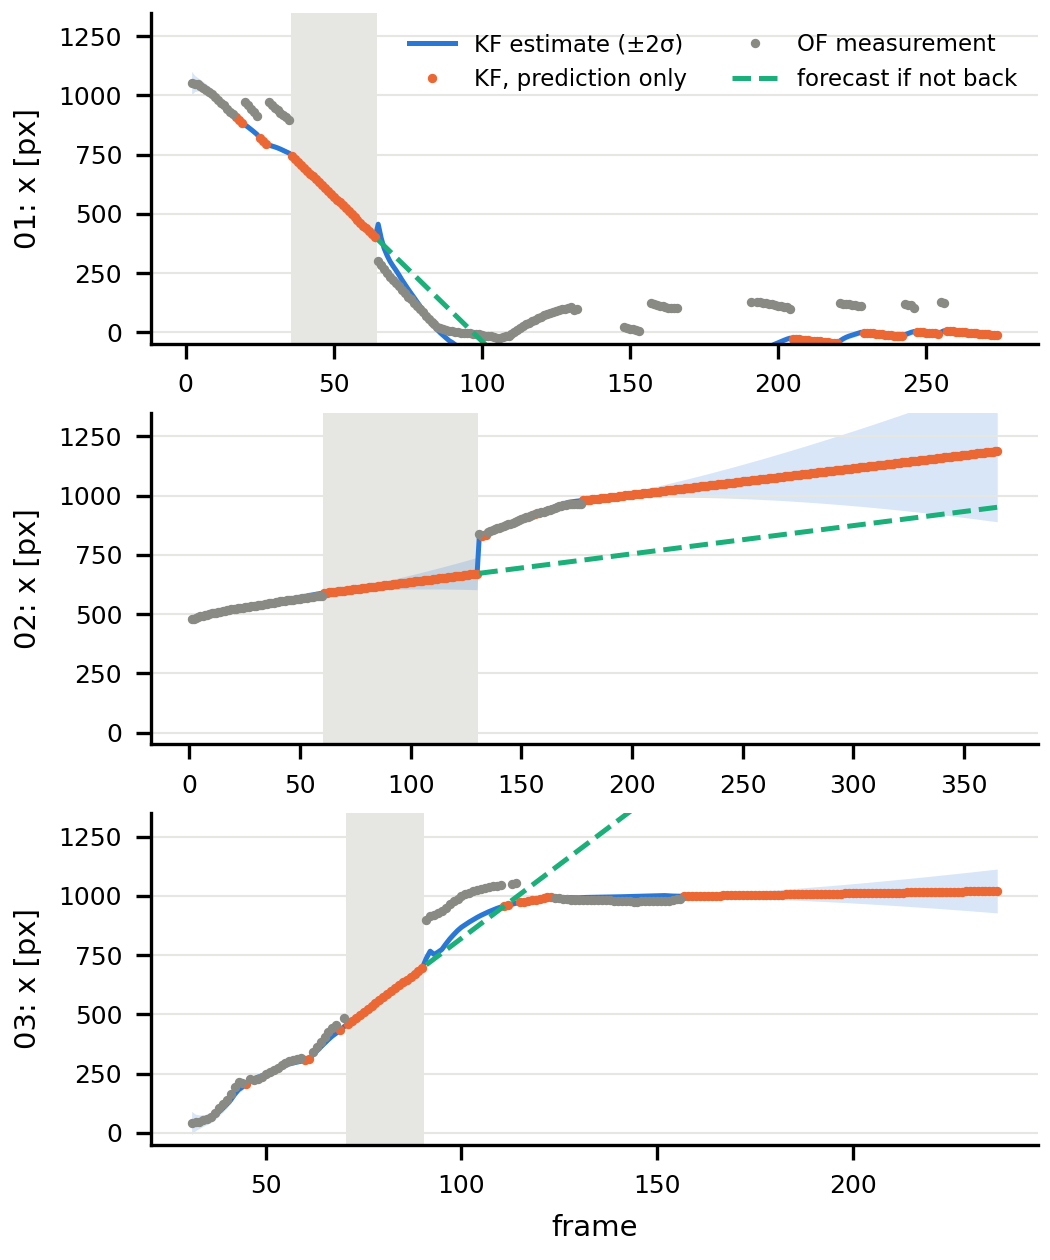 KF estimate (±2σ)
OF measurement
KF, prediction only
forecast if not back
01: x [px]
1250
1000
750
500
250
0
0 50 100 150 200 250
02: x [px]
1250
1000
750
500
250
0
0 50 100 150 200 250 300 350
03: x [px]
1250
1000
750
500
250
0
50 100 150 200
frame